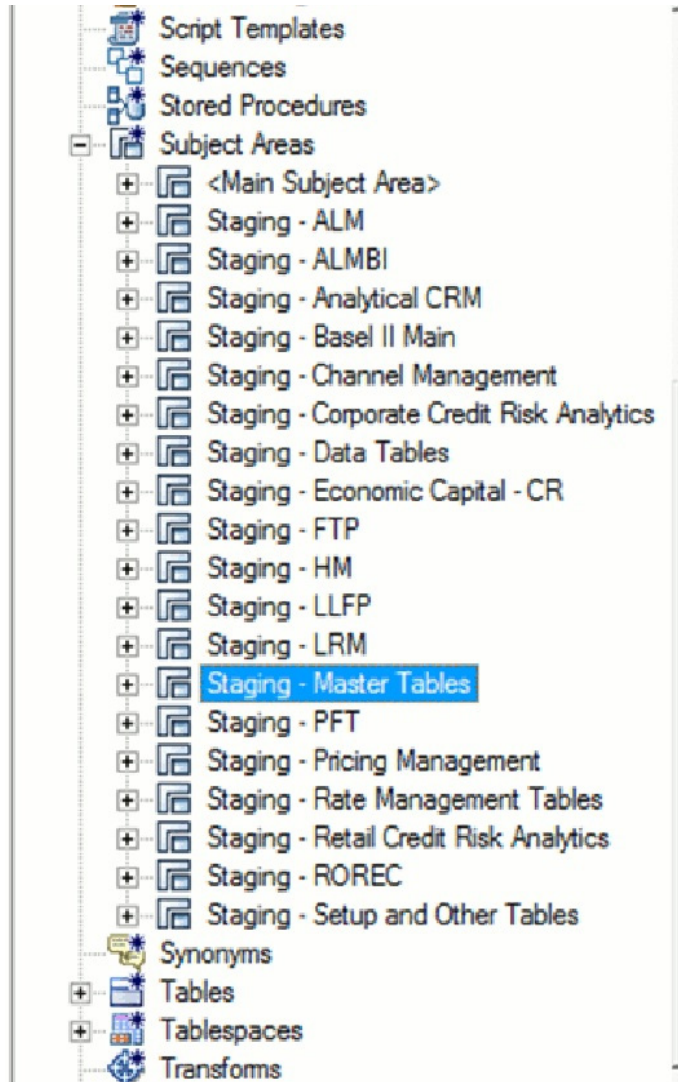 Script Templates
Sequences
Stored Procedures
Subject Areas
<Main Subject Area>
Staging - ALM
Staging - ALMBI
Staging - Analytical CRM
Staging - Basel II Main
Staging - Channel Management
Staging - Corporate Credit Risk Analytics
Staging - Data Tables
Staging - Economic Capital - CR
Staging - FTP
Staging - HM
Staging - LLFP
Staging - LRM
Staging - Master Tables
Staging - PFT
Staging - Pricing Management
Staging - Rate Management Tables
Staging - Retail Credit Risk Analytics
Staging - ROREC
Staging - Setup and Other Tables
Synonyms
Tables
Tablespaces
Transforms